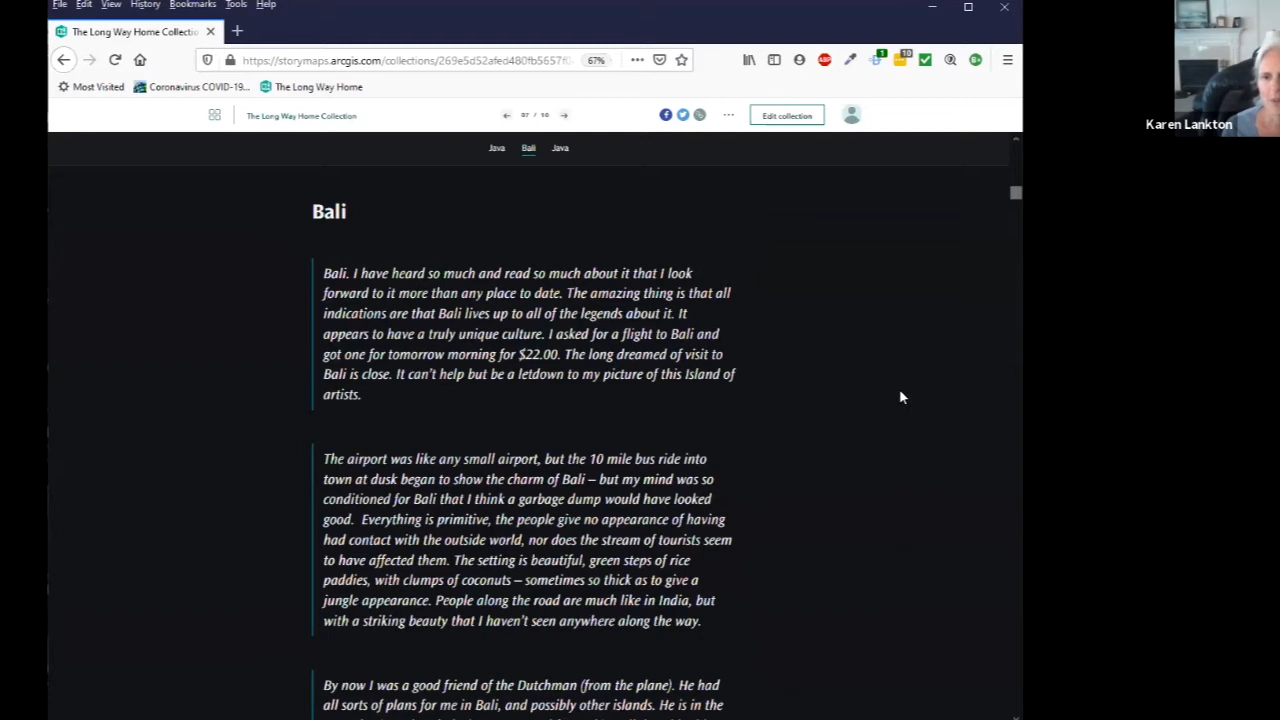 File Edit View History Bookmarks Tools Help
The Long Way Home Collectio
https://storymaps.arcgis.com/collections/269e5d52afed480fb5657f
67%
1
10
ABP
Most Visited Coronavirus COVID-19... The Long Way Home
The Long Way Home Collection
07 / 10
Edit collection
Karen Lankton
Java Bali Java
Bali
Bali. I have heard so much and read so much about it that I look
forward to it more than any place to date. The amazing thing is that all
indications are that Bali lives up to all of the legends about it. It
appears to have a truly unique culture. I asked for a flight to Bali and
got one for tomorrow morning for $22.00. The long dreamed of visit to
Bali is close. It can't help but be a letdown to my picture of this Island of
artists.
The airport was like any small airport, but the 10 mile bus ride into
town at dusk began to show the charm of Bali – but my mind was so
conditioned for Bali that I think a garbage dump would have looked
good. Everything is primitive, the people give no appearance of having
had contact with the outside world, nor does the stream of tourists seem
to have affected them. The setting is beautiful, green steps of rice
paddies, with clumps of coconuts – sometimes so thick as to give a
jungle appearance. People along the road are much like in India, but
with a striking beauty that I haven't seen anywhere along the way.
By now I was a good friend of the Dutchman (from the plane). He had
all sorts of plans for me in Bali, and possibly other islands. He is in the